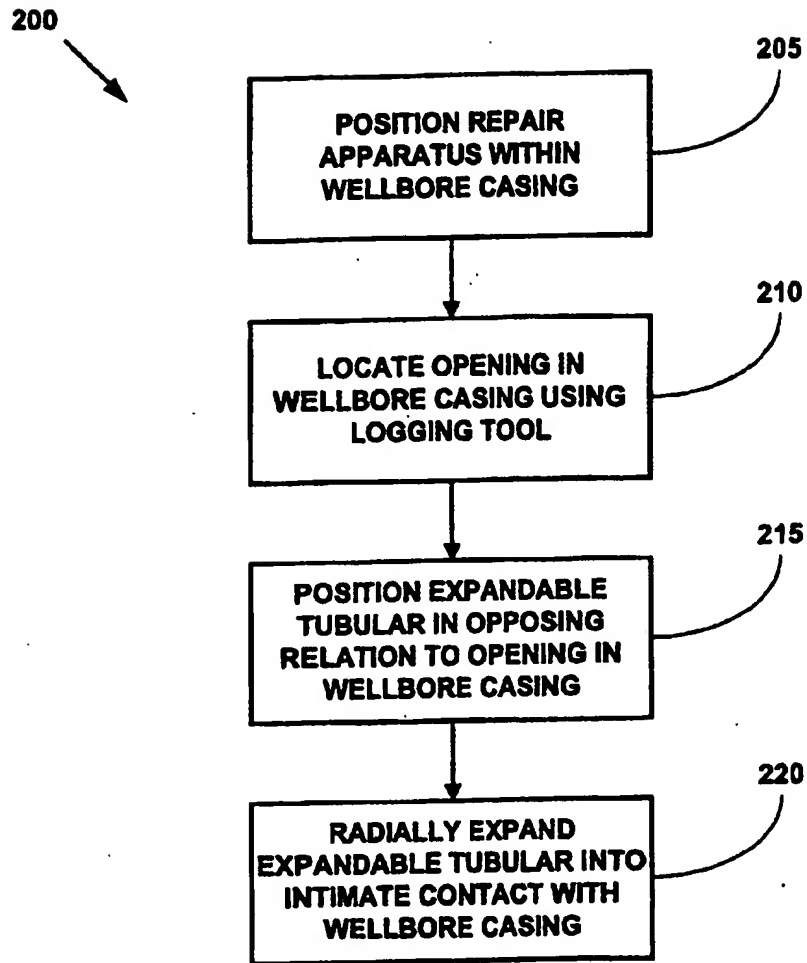 200
205
POSITION REPAIR
APPARATUS WITHIN
WELLBORE CASING
210
LOCATE OPENING IN
WELLBORE CASING USING
LOGGING TOOL
215
POSITION EXPANDABLE
TUBULAR IN OPPOSING
RELATION TO OPENING IN
WELLBORE CASING
220
RADIALLY EXPAND
EXPANDABLE TUBULAR INTO
INTIMATE CONTACT WITH
WELLBORE CASING